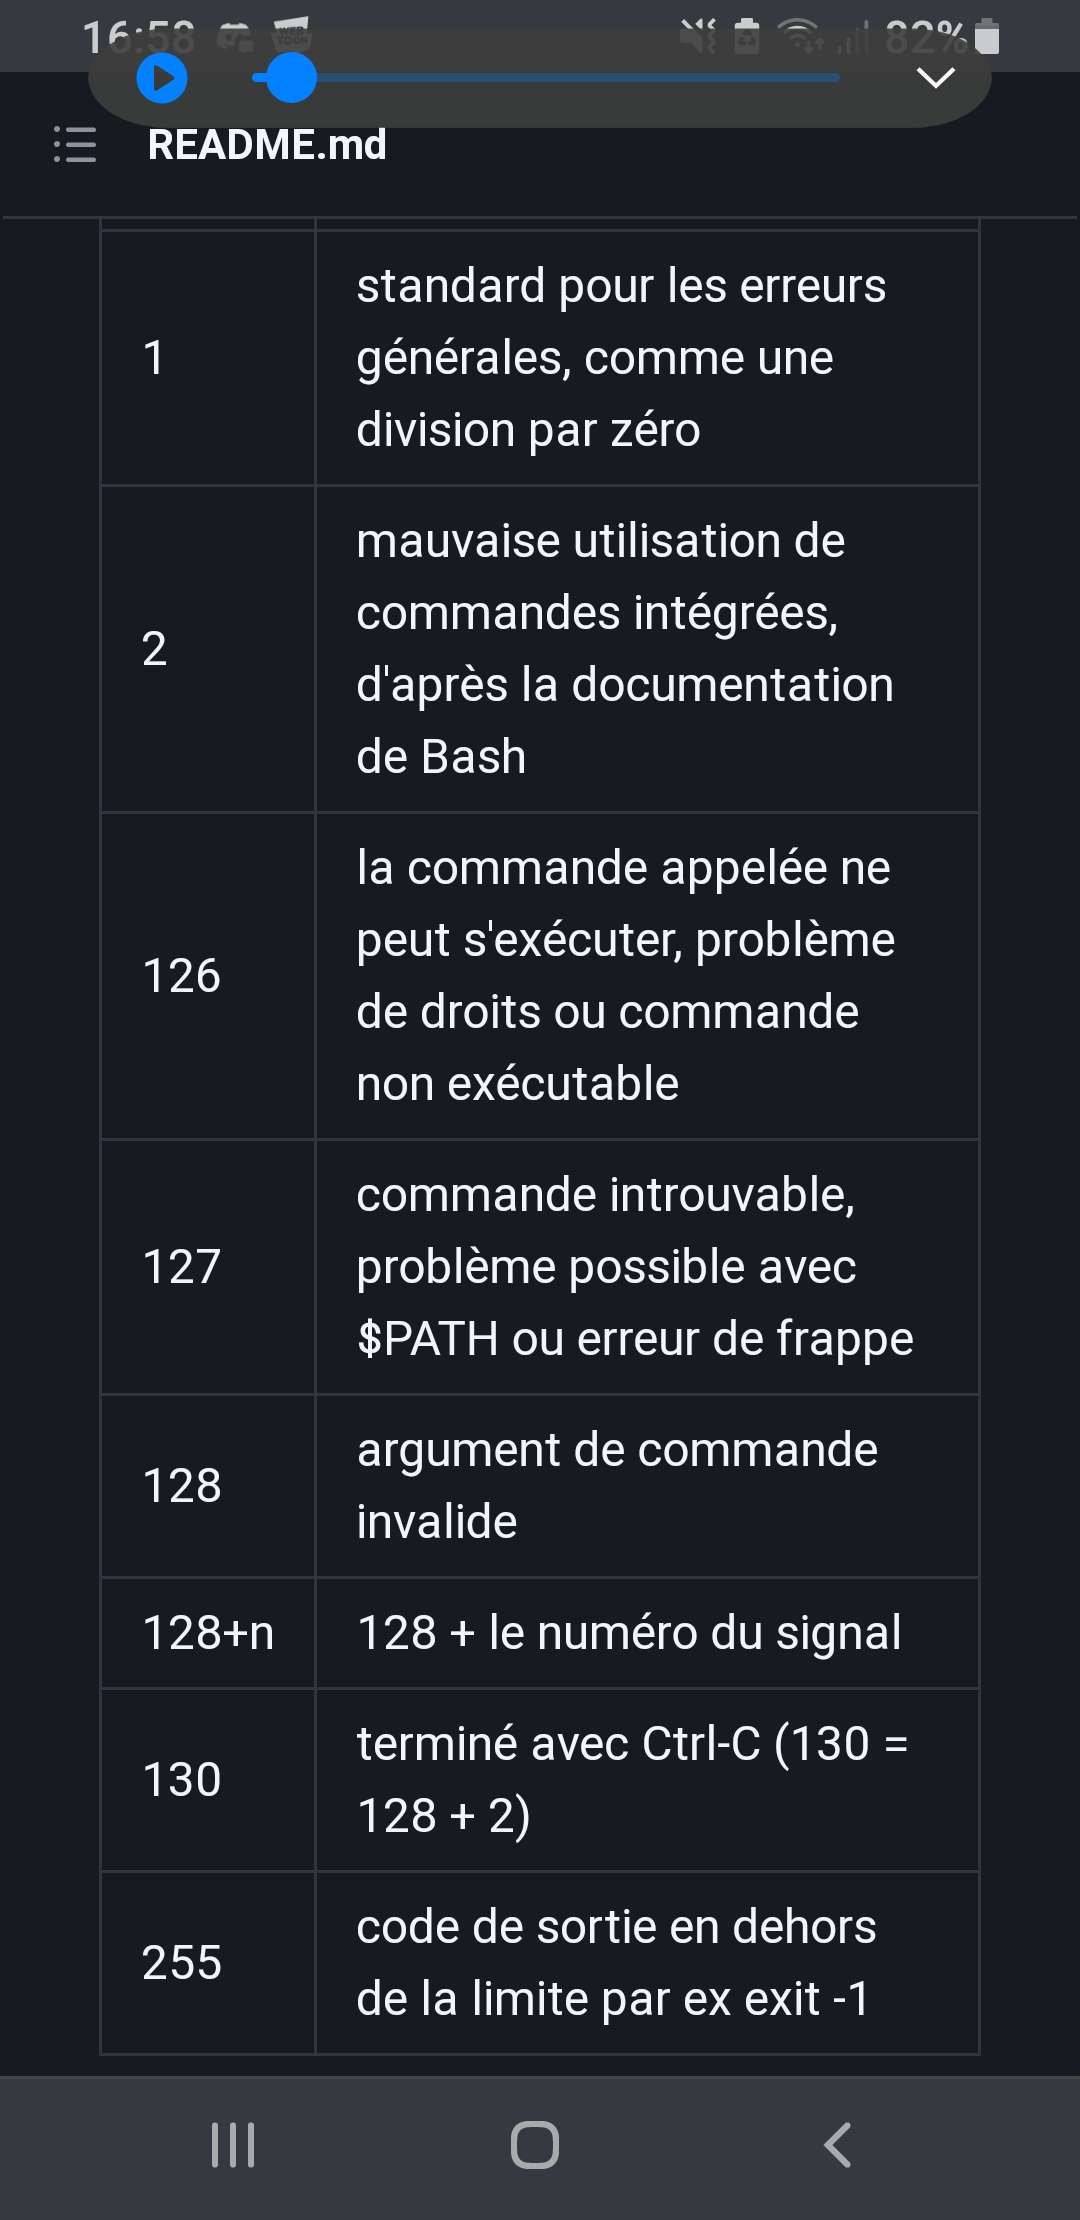 16:58
82%
README.md
1
standard pour les erreurs
générales, comme une
division par zéro
2
mauvaise utilisation de
commandes intégrées,
d'après la documentation
de Bash
126
la commande appelée ne
peut s'exécuter, problème
de droits ou commande
non exécutable
127
commande introuvable,
problème possible avec
$PATH ou erreur de frappe
128
argument de commande
invalide
128+n
128 + le numéro du signal
130
terminé avec Ctrl-C (130 =
128 + 2)
255
code de sortie en dehors
de la limite par ex exit -1